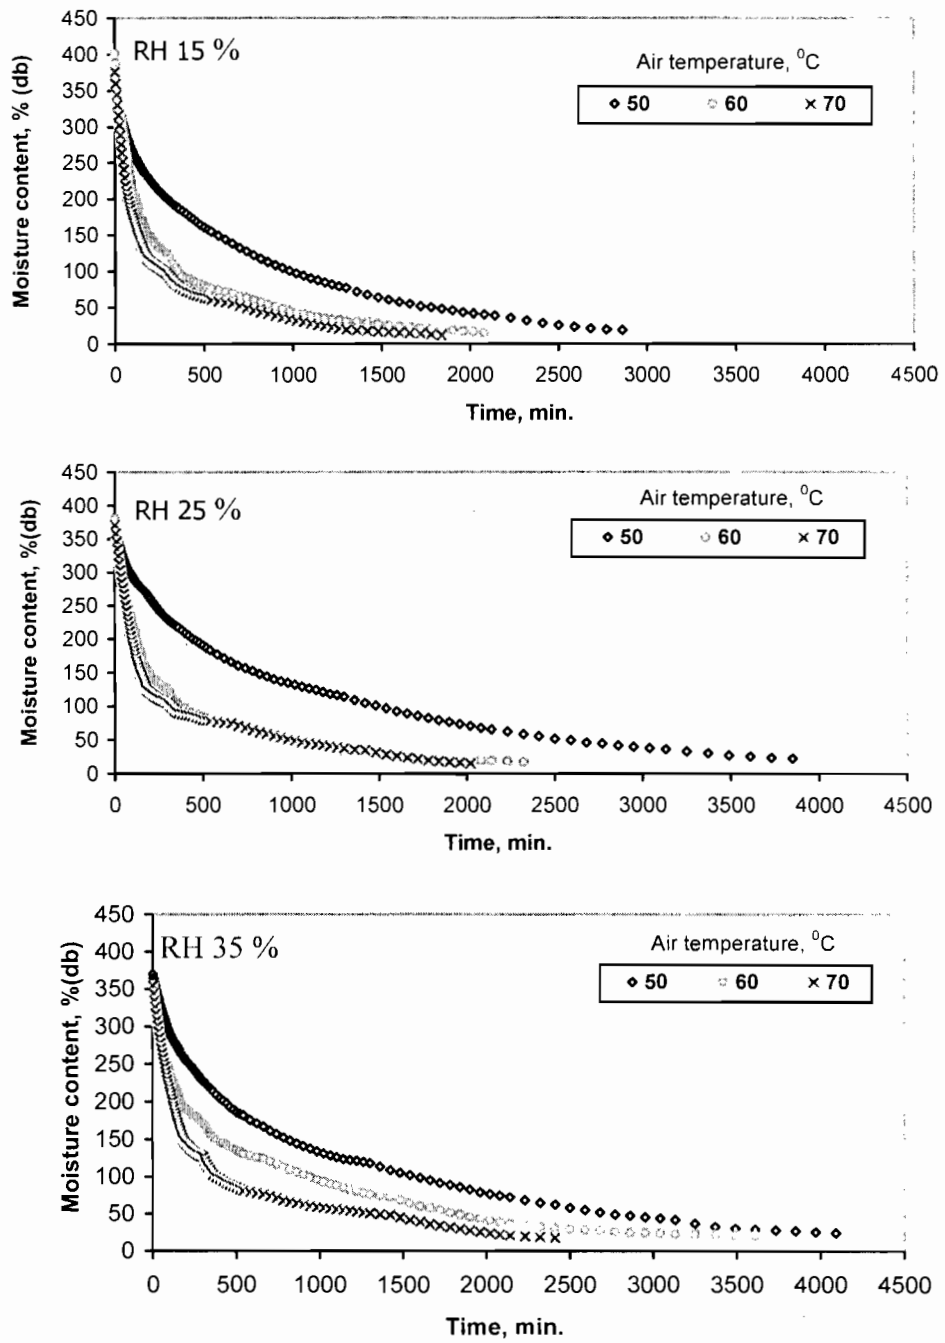 450
400
350
300
250
200
150
100
50
0
Moisture content, % (db)
RH 15 %
Air temperature, ⁰C
50 60 70
0 500 1000 1500 2000 2500 3000 3500 4000 4500
Time, min.
450
400
350
300
250
200
150
100
50
0
Moisture content, %(db)
RH 25 %
Air temperature, ⁰C
50 60 70
0 500 1000 1500 2000 2500 3000 3500 4000 4500
Time, min.
450
400
350
300
250
200
150
100
50
0
Moisture content, %(db)
RH 35 %
Air temperature, ⁰C
50 60 70
0 500 1000 1500 2000 2500 3000 3500 4000 4500
Time, min.